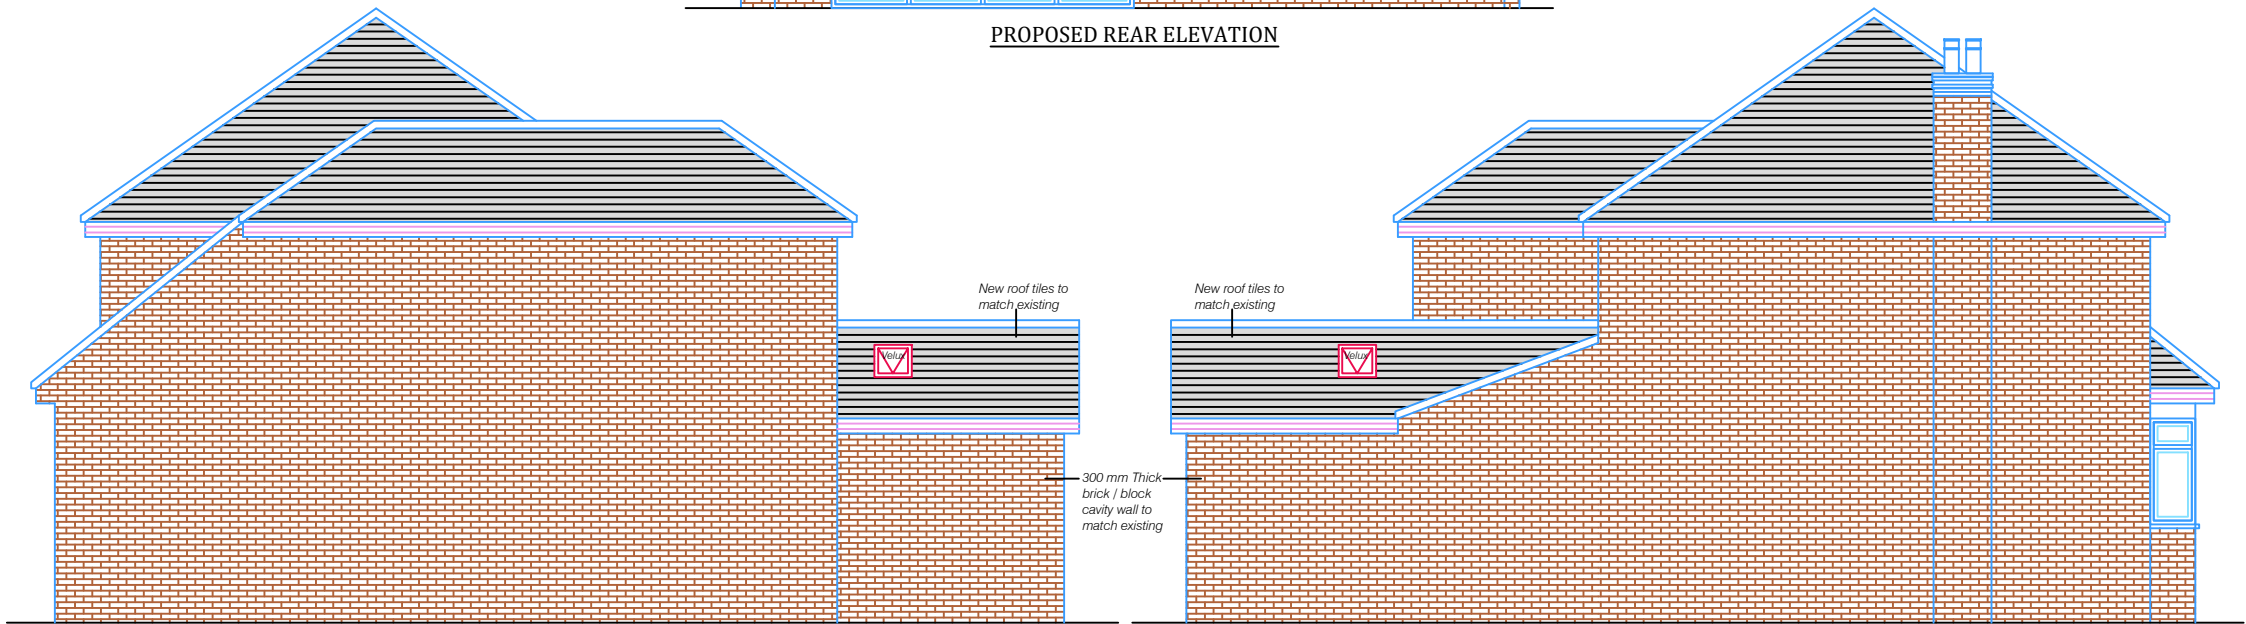 PROPOSED REAR ELEVATION
New roof tiles to
match existing
New roof tiles to
match existing
Velux
Velux
300 mm Thick
brick / block
cavity wall to
match existing